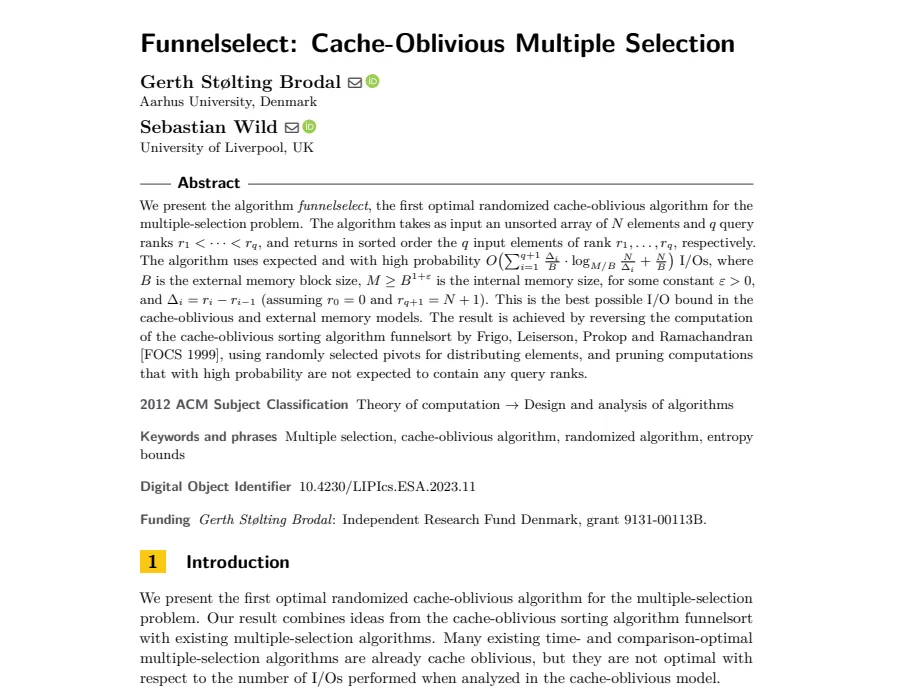 Funnelselect: Cache-Oblivious Multiple Selection
Gerth Stølting Brodal
Aarhus University, Denmark
Sebastian Wild
University of Liverpool, UK
Abstract
We present the algorithm funnelselect, the first optimal randomized cache-oblivious algorithm for the
multiple-selection problem. The algorithm takes as input an unsorted array of N elements and q query
ranks r₁ < ··· < r_q, and returns in sorted order the q input elements of rank r₁, . . . , r_q, respectively.
The algorithm uses expected and with high probability O(∑_{i=1}^{q+1} Δ_i/B · log_{M/B} N/Δ_i + N/B) I/Os, where
B is the external memory block size, M ≥ B^{1+ε} is the internal memory size, for some constant ε > 0,
and Δ_i = r_i − r_{i−1} (assuming r₀ = 0 and r_{q+1} = N + 1). This is the best possible I/O bound in the
cache-oblivious and external memory models. The result is achieved by reversing the computation
of the cache-oblivious sorting algorithm funnelsort by Frigo, Leiserson, Prokop and Ramachandran
[FOCS 1999], using randomly selected pivots for distributing elements, and pruning computations
that with high probability are not expected to contain any query ranks.
2012 ACM Subject Classification Theory of computation → Design and analysis of algorithms
Keywords and phrases Multiple selection, cache-oblivious algorithm, randomized algorithm, entropy
bounds
Digital Object Identifier 10.4230/LIPIcs.ESA.2023.11
Funding Gerth Stølting Brodal: Independent Research Fund Denmark, grant 9131-00113B.
1 Introduction
We present the first optimal randomized cache-oblivious algorithm for the multiple-selection
problem. Our result combines ideas from the cache-oblivious sorting algorithm funnelsort
with existing multiple-selection algorithms. Many existing time- and comparison-optimal
multiple-selection algorithms are already cache oblivious, but they are not optimal with
respect to the number of I/Os performed when analyzed in the cache-oblivious model.